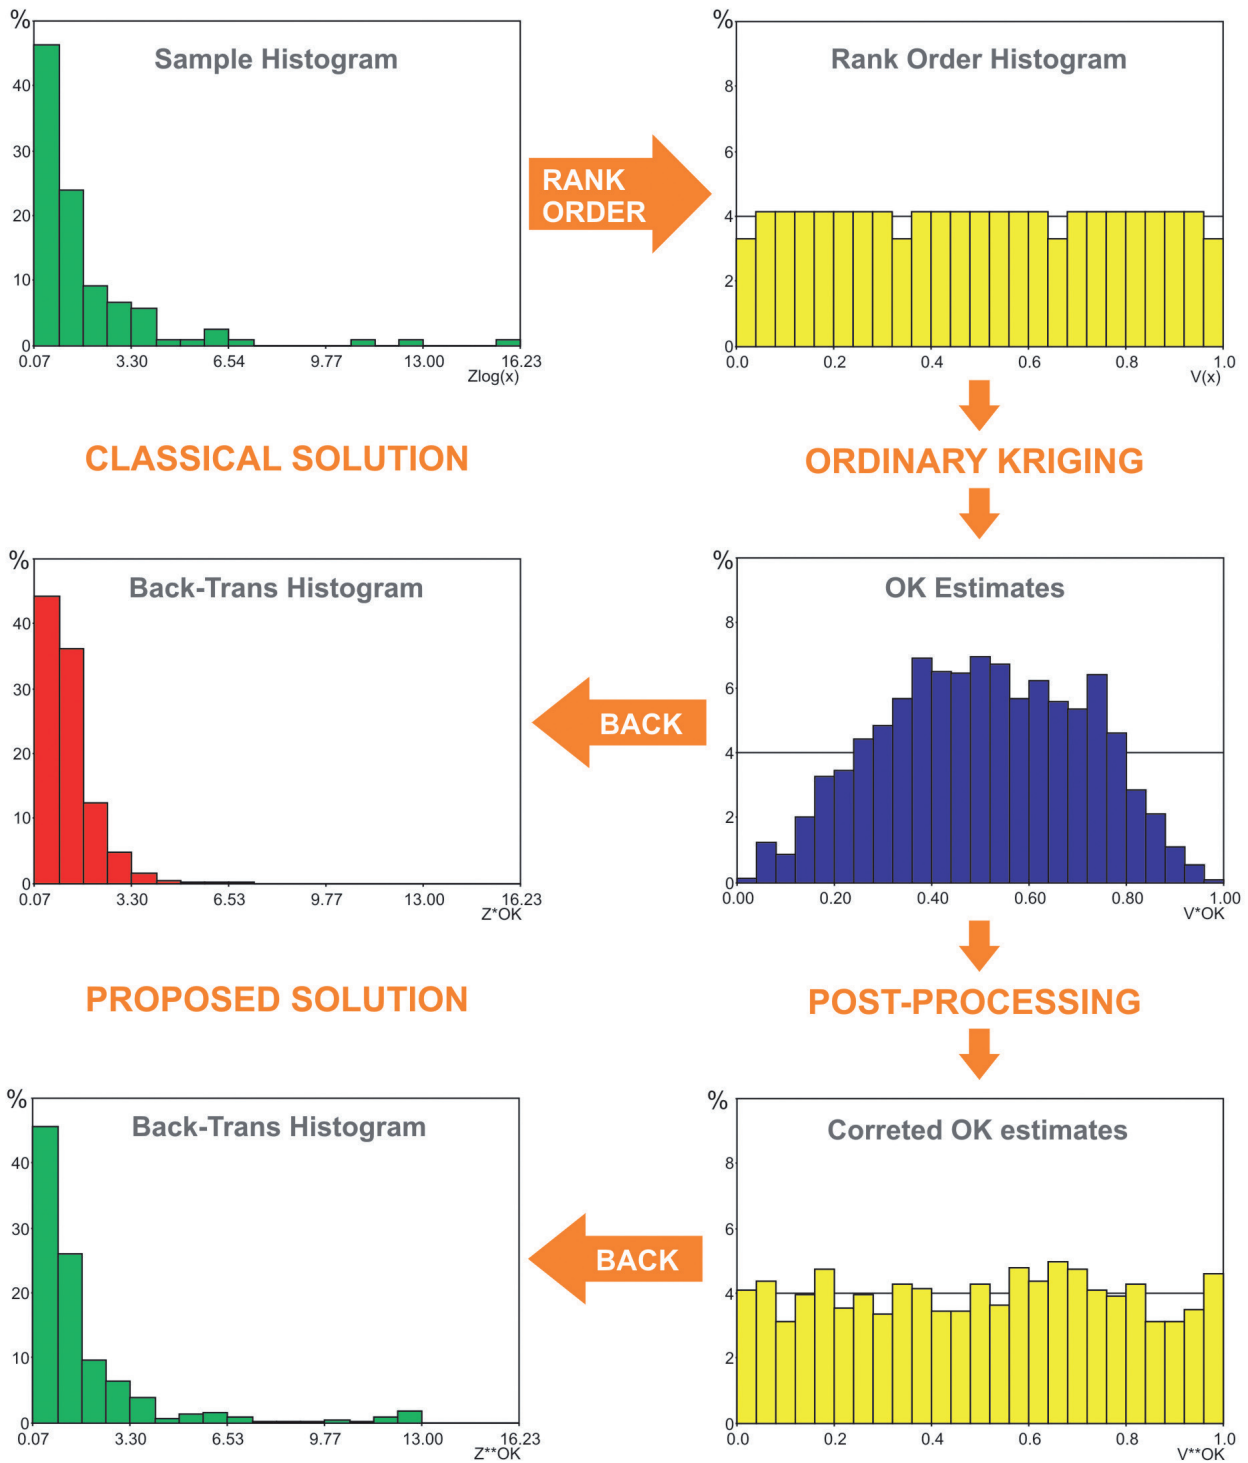 %
Sample Histogram
40
30
20
10
0
0.07 3.30 6.54 9.77 13.00 16.23
Zlog(x)
RANK
ORDER
%
Rank Order Histogram
8
6
4
2
0
0.0 0.2 0.4 0.6 0.8 1.0
V(x)
CLASSICAL SOLUTION
ORDINARY KRIGING
%
Back-Trans Histogram
40
30
20
10
0
0.07 3.30 6.53 9.77 13.00 16.23
Z*OK
BACK
%
OK Estimates
8
6
4
2
0
0.00 0.20 0.40 0.60 0.80 1.00
V*OK
PROPOSED SOLUTION
POST-PROCESSING
%
Back-Trans Histogram
40
30
20
10
0
0.07 3.30 6.53 9.77 13.00 16.23
Z**OK
BACK
%
Correted OK estimates
8
6
4
2
0
0.0 0.2 0.4 0.6 0.8 1.0
V**OK